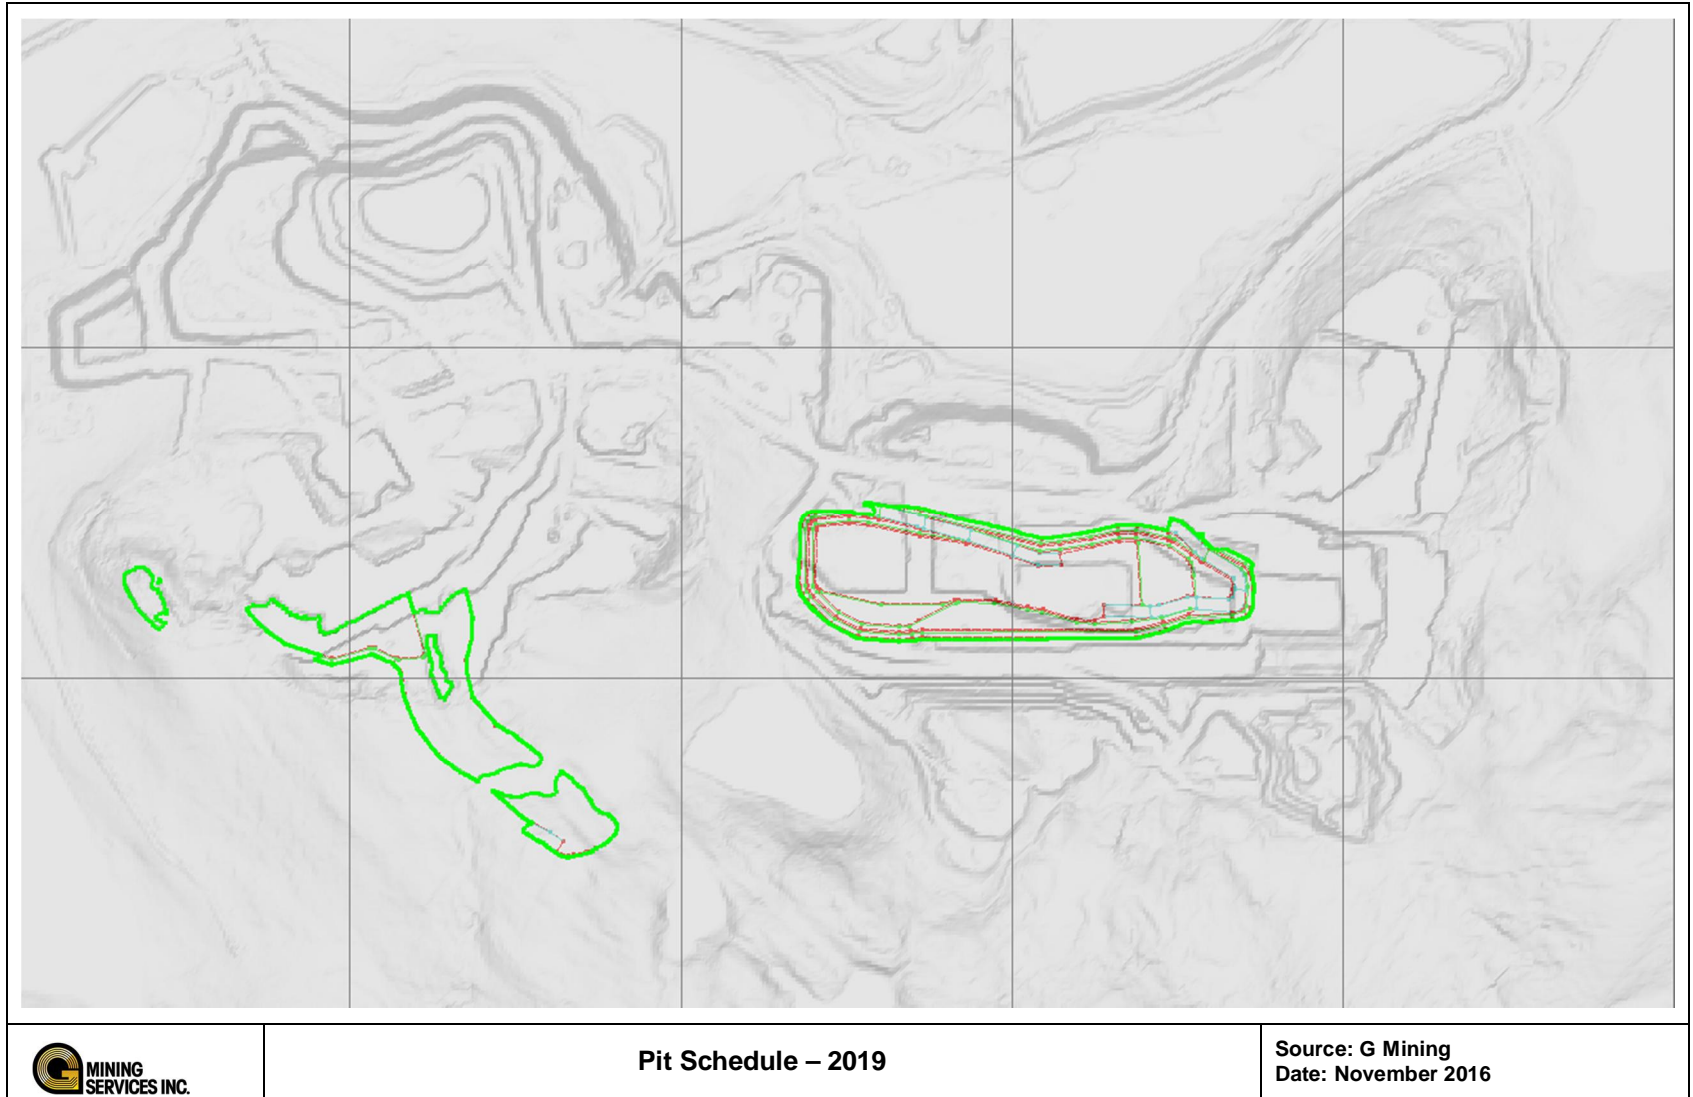 MINING
SERVICES INC.
Pit Schedule – 2019
Source: G Mining
Date: November 2016